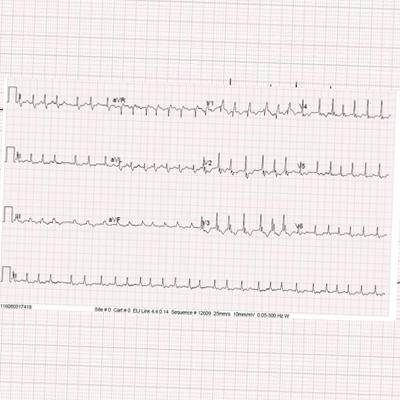 I aVR V1 V4
II aVL V2 V5
III aVF V3 V6
II
Site # 0 Cart # 0 ELI Link 4.4.0.14 Sequence # 12609 25mm/s 10mm/mV 0.05-300 Hz W